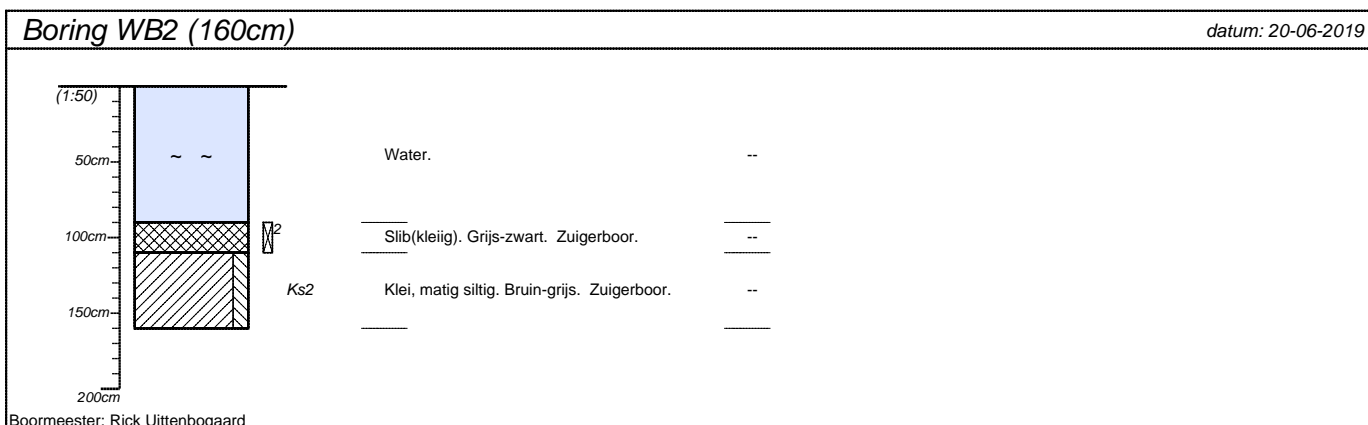 Boring WB2 (160cm) datum: 20-06-2019
(1:50)
50cm ~ ~ Water. --
100cm 2 Slib(kleiig). Grijs-zwart. Zuigerboor. --
Ks2 Klei, matig siltig. Bruin-grijs. Zuigerboor. --
150cm
200cm
Boormeester: Rick Uittenbogaard